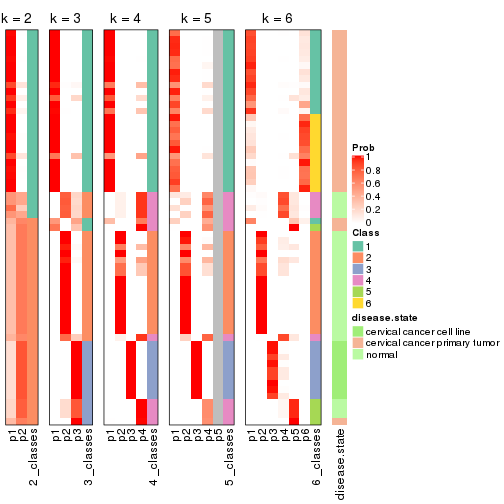 k = 2 k = 3 k = 4 k = 5 k = 6
Prob
1
0.8
0.6
0.4
0.2
0
Class
1
2
3
4
5
6
disease.state
cervical cancer cell line
cervical cancer primary tumor
normal
p1 p2 2_classes p1 p2 p3 3_classes p1 p2 p3 p4 4_classes p1 p2 p3 p4 p5 5_classes p1 p2 p3 p4 p5 p6 6_classes disease.state